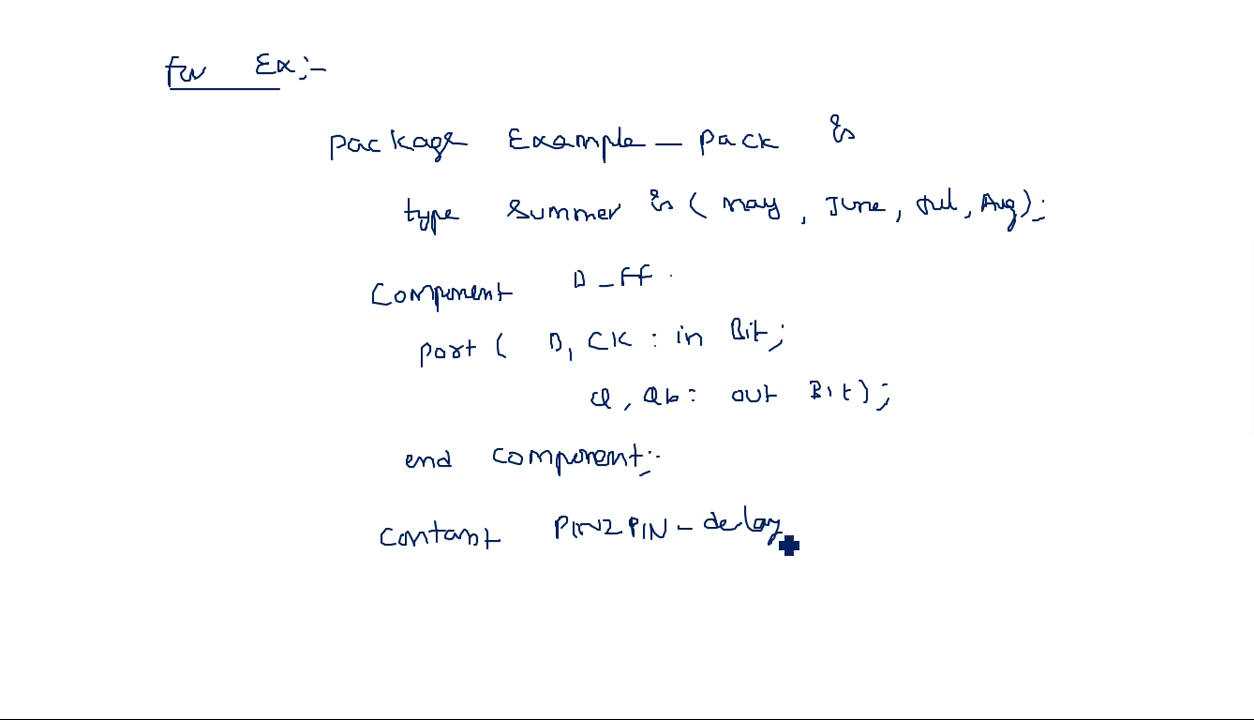 for Ex:-
package Example_pack is
type summer is (may, June, Jul, Aug);
Component D_ff
port ( D, CK : in Bit;
Q, Qb : out Bit);
end component;
contant PIN2PIN_delay